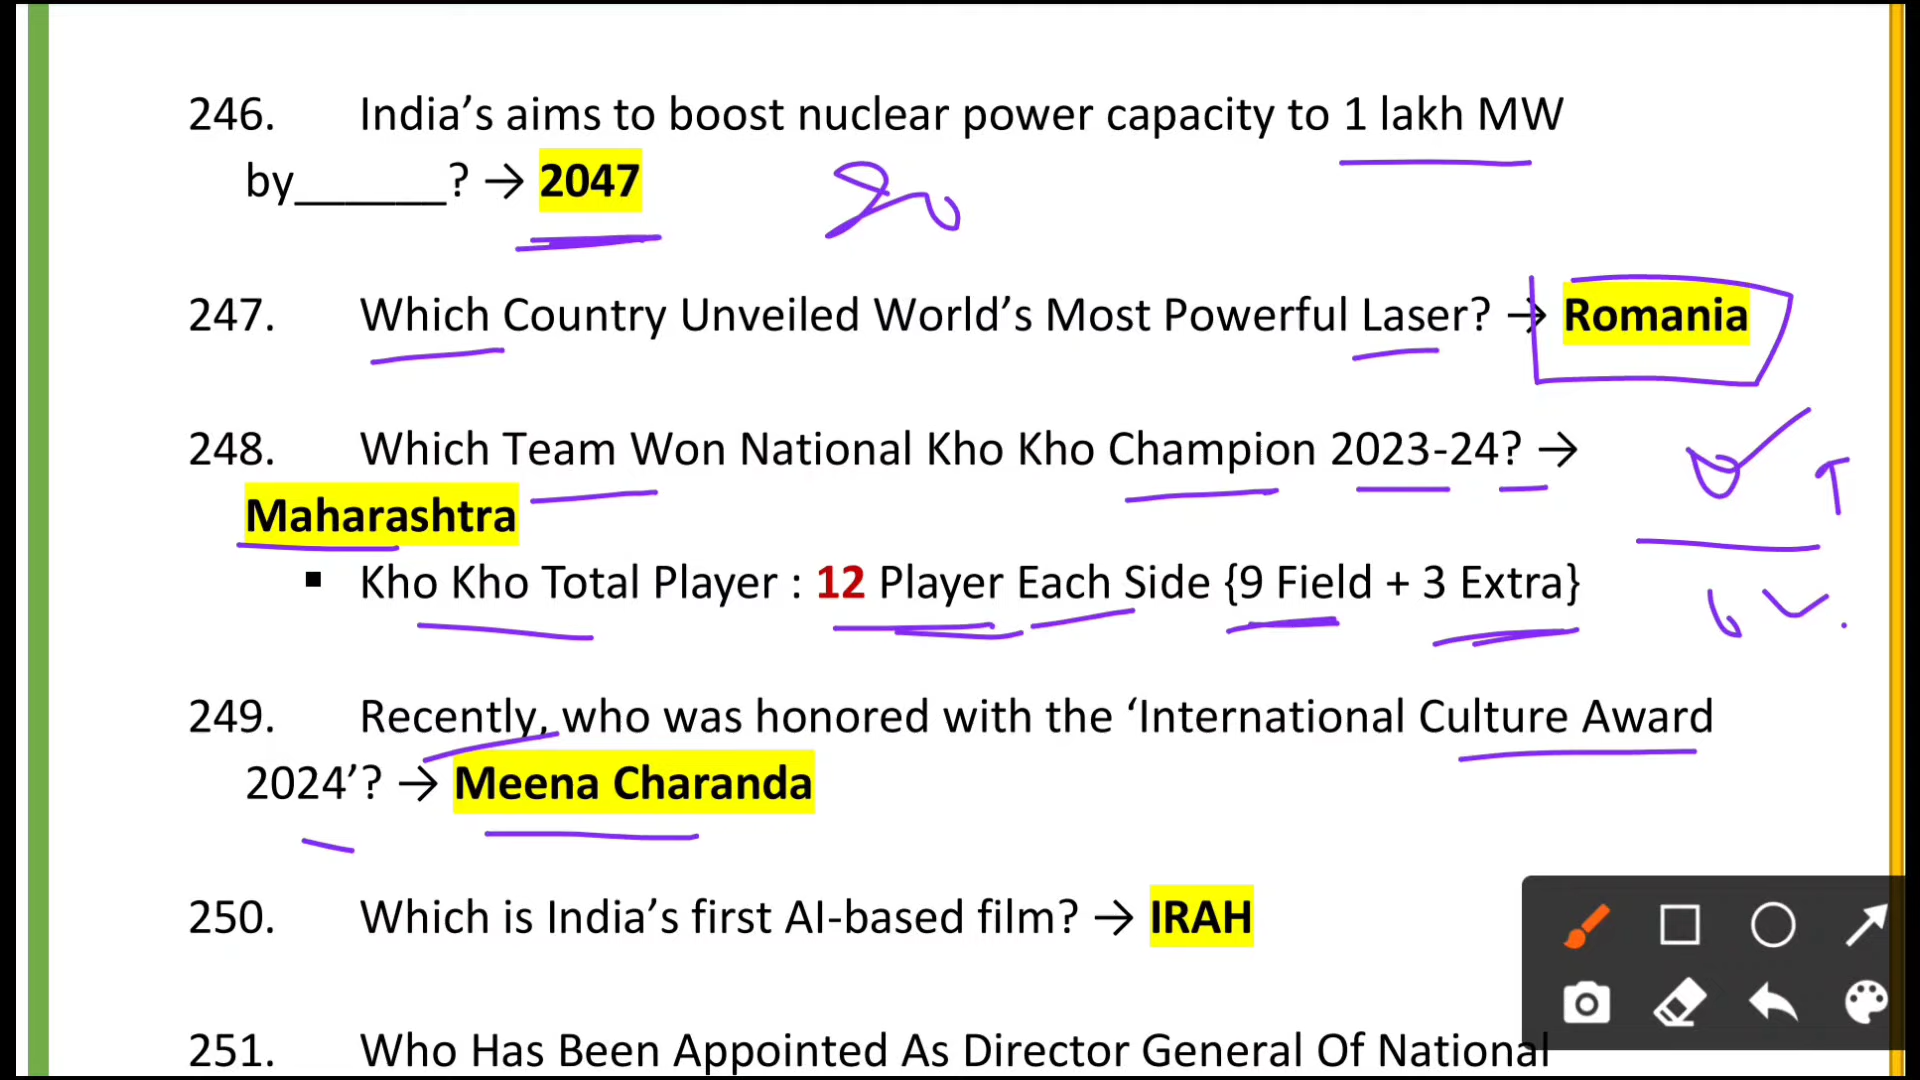 246. India’s aims to boost nuclear power capacity to 1 lakh MW
by______? → 2047
247. Which Country Unveiled World’s Most Powerful Laser? → Romania
248. Which Team Won National Kho Kho Champion 2023-24? →
Maharashtra
▪ Kho Kho Total Player : 12 Player Each Side {9 Field + 3 Extra}
249. Recently, who was honored with the ‘International Culture Award
2024’? → Meena Charanda
250. Which is India’s first AI-based film? → IRAH
251. Who Has Been Appointed As Director General Of National